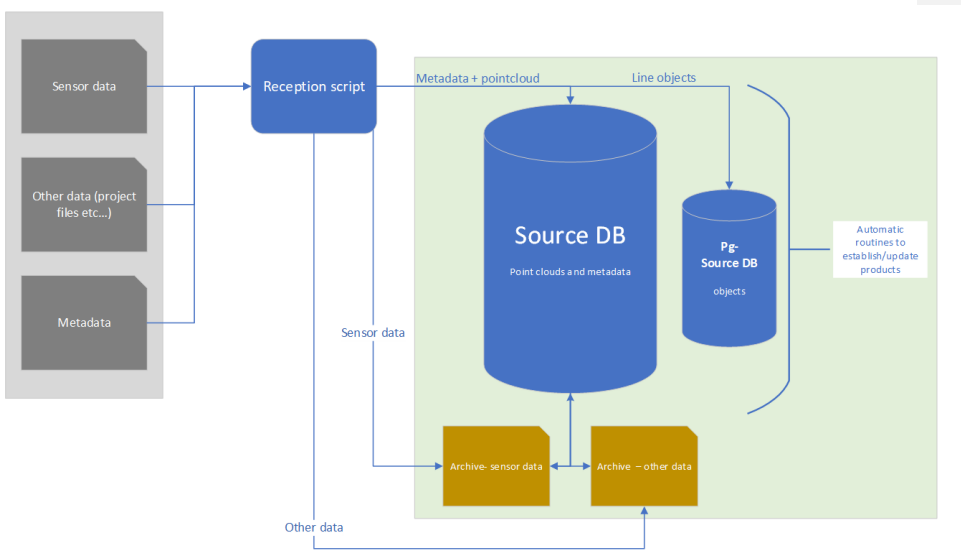 Sensor data
Other data (project
files etc...)
Metadata
Reception script
Metadata + pointcloud
Line objects
Source DB
Point clouds and metadata
Pg-
Source DB
objects
Automatic
routines to
establish/update
products
Sensor data
Archive- sensor data
Archive – other data
Other data